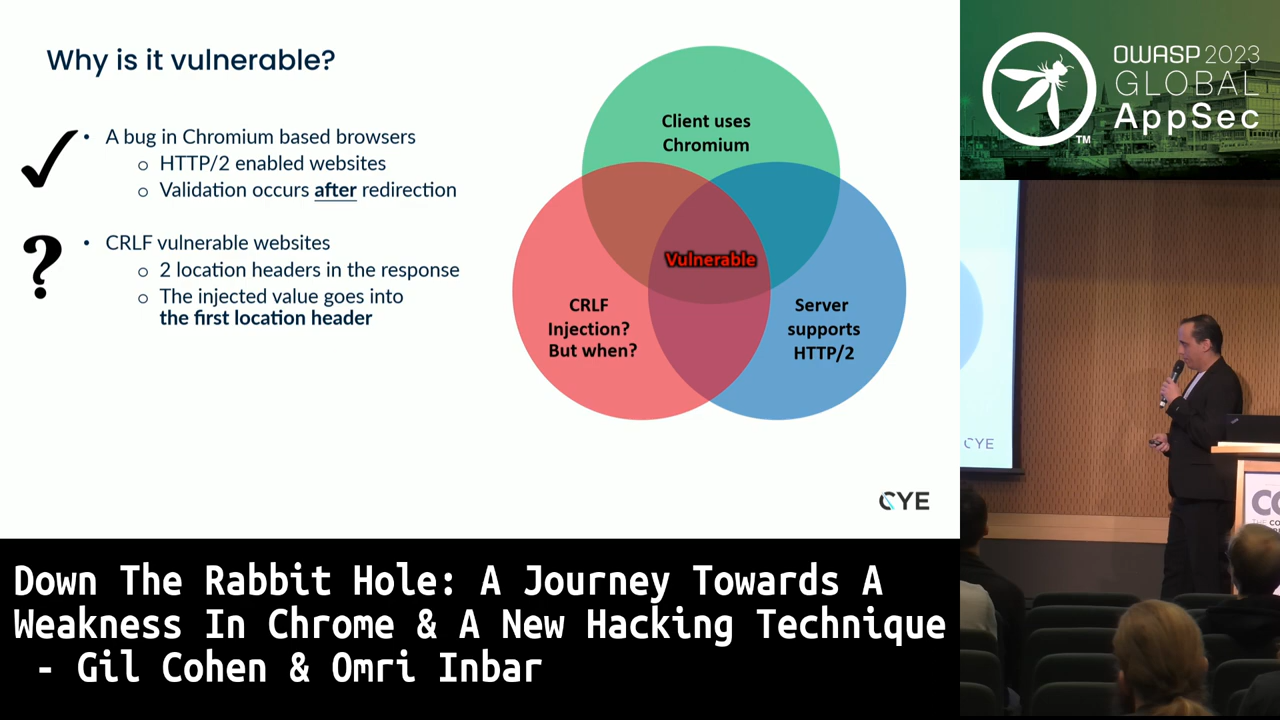 Why is it vulnerable?
• A bug in Chromium based browsers
o HTTP/2 enabled websites
o Validation occurs after redirection
? • CRLF vulnerable websites
o 2 location headers in the response
o The injected value goes into
the first location header
Client uses
Chromium
Vulnerable
CRLF
Injection?
But when?
Server
supports
HTTP/2
CYE
OWASP 2023
GLOBAL
AppSec
TM
CYE
Down The Rabbit Hole: A Journey Towards A
Weakness In Chrome & A New Hacking Technique
- Gil Cohen & Omri Inbar